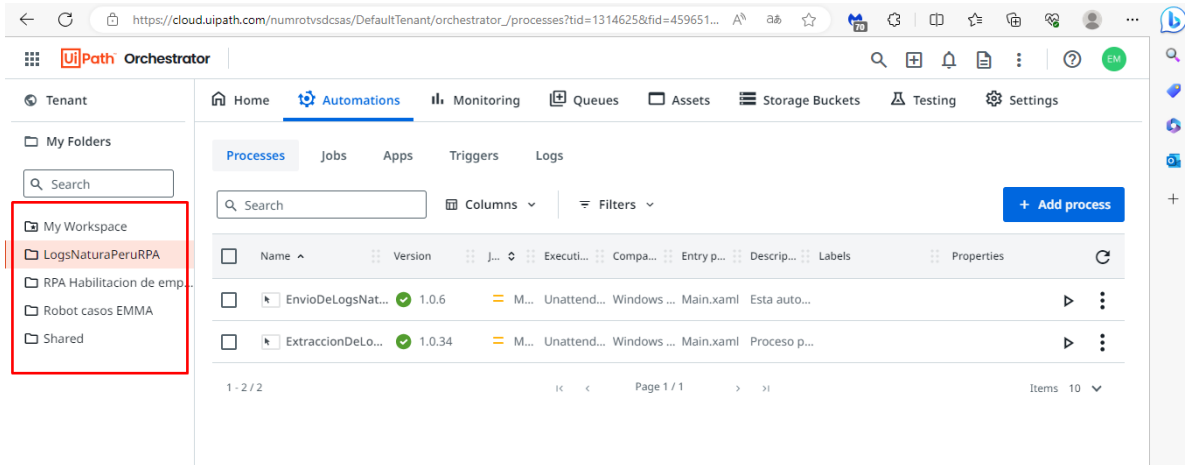 https://cloud.uipath.com/numrotvsdcsas/DefaultTenant/orchestrator_/processes?tid=1314625&fid=459651...
70
UiPath Orchestrator
EM
Tenant
Home Automations Monitoring Queues Assets Storage Buckets Testing Settings
My Folders
Search
My Workspace
LogsNaturaPeruRPA
RPA Habilitacion de emp...
Robot casos EMMA
Shared
Processes Jobs Apps Triggers Logs
Search Columns Filters + Add process
Name Version J... Executi... Compa... Entry p... Descrip... Labels Properties
EnvioDeLogsNat... 1.0.6 M... Unattend... Windows ... Main.xaml Esta auto...
ExtraccionDeLo... 1.0.34 M... Unattend... Windows ... Main.xaml Proceso p...
1 - 2 / 2 Page 1 / 1 Items 10